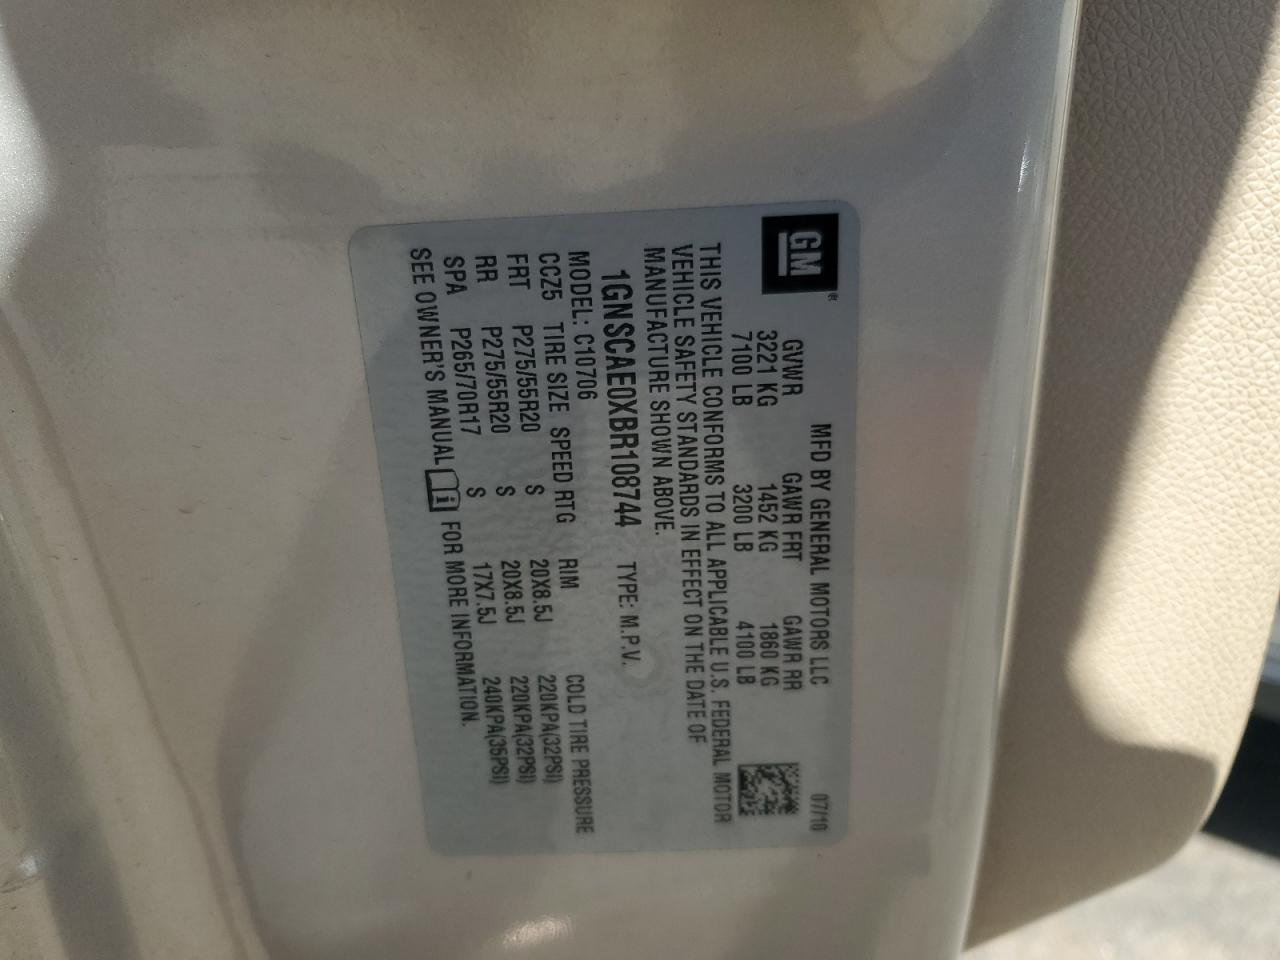 GM®
MFD BY GENERAL MOTORS LLC 07/10
GVWR GAWR FRT GAWR RR
3221 KG 1452 KG 1860 KG
7100 LB 3200 LB 4100 LB
THIS VEHICLE CONFORMS TO ALL APPLICABLE U.S. FEDERAL MOTOR
VEHICLE SAFETY STANDARDS IN EFFECT ON THE DATE OF
MANUFACTURE SHOWN ABOVE.
1GNSCAE0XBR108744 TYPE: M.P.V.
MODEL: C10706
CCZ5 TIRE SIZE SPEED RTG RIM COLD TIRE PRESSURE
FRT P275/55R20 S 20X8.5J 220KPA(32PSI)
RR P275/55R20 S 20X8.5J 220KPA(32PSI)
SPA P265/70R17 S 17X7.5J 240KPA(35PSI)
SEE OWNER'S MANUAL i FOR MORE INFORMATION.